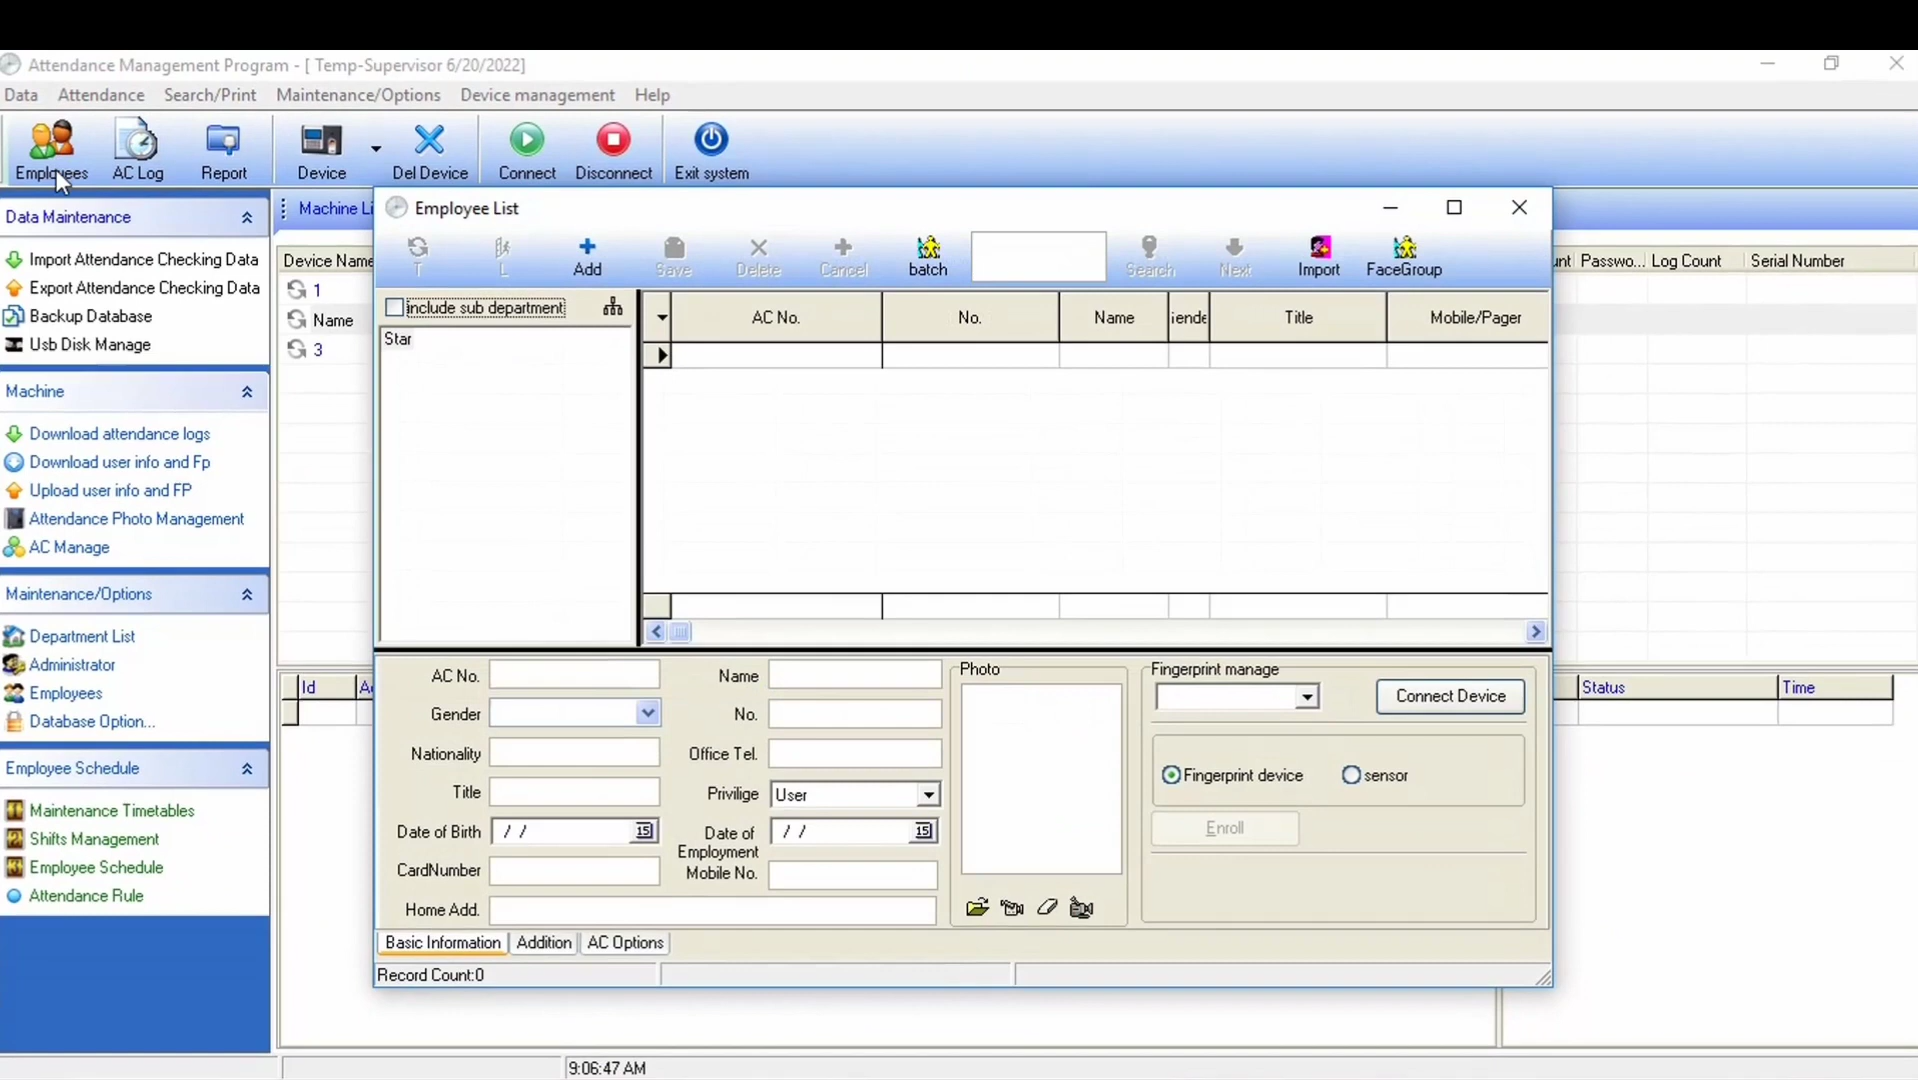 Attendance Management Program - [ Temp-Supervisor 6/20/2022]
Data Attendance Search/Print Maintenance/Options Device management Help
Employees AC Log Report Device Del Device Connect Disconnect Exit system
Data Maintenance
Import Attendance Checking Data
Export Attendance Checking Data
Backup Database
Usb Disk Manage
Machine
Download attendance logs
Download user info and Fp
Upload user info and FP
Attendance Photo Management
AC Manage
Maintenance/Options
Department List
Administrator
Employees
Database Option...
Employee Schedule
Maintenance Timetables
Shifts Management
Employee Schedule
Attendance Rule
Machine Li
Device Name
1
Name
3
Passwo... Log Count Serial Number
Id
Status Time
Employee List
T L Add Save Delete Cancel batch Search Next Import FaceGroup
include sub department
Star
AC No. No. Name Title Mobile/Pager
AC No. Name
Gender No.
Nationality Office Tel.
Title Privilige User
Date of Birth / / 15 Date of Employment / / 15
CardNumber Mobile No.
Home Add.
Photo
Fingerprint manage
Connect Device
Fingerprint device sensor
Enroll
Basic Information Addition AC Options
Record Count:0
9:06:47 AM